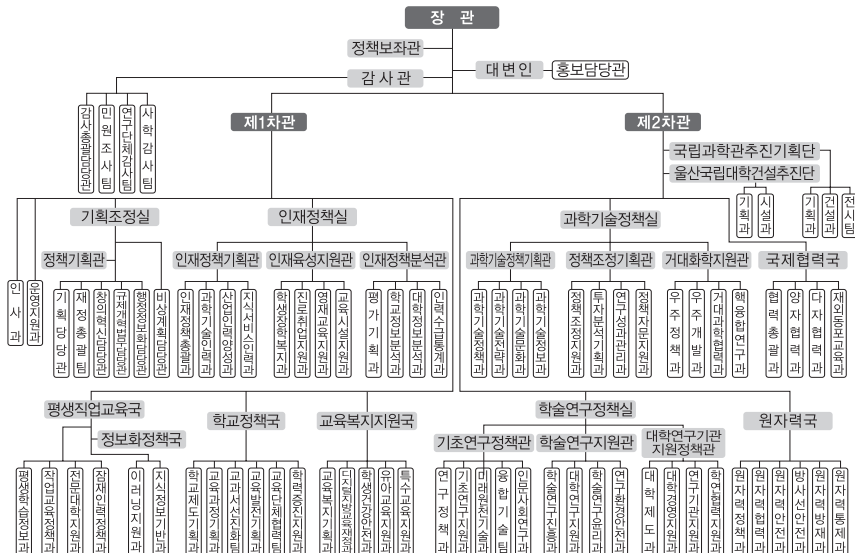 장 관
정책보좌관
감 사 관
대 변 인
홍보담당관
감사총괄담당관
민원조사팀
연구단체감사팀
사학감사팀
제1차관
제2차관
국립과학관추진기획단
울산국립대학건설추진단
기획과
시설과
기획과
건설과
전시팀
기획조정실
인재정책실
과학기술정책실
정책기획관
인재정책기획관
인재육성지원관
인재정책분석관
과학기술정책기획관
정책조정기획관
거대화학지원관
국제협력국
인사과
운영지원과
기획담당관
재정총괄팀
창의혁신담당관
규제개혁법무담당관
행정정보화담당관
비상계획담당관
인재정책총괄과
과학기술인력과
산업인력양성과
지식서비스인력과
학생장학복지과
진로취업지원과
영재교육지원과
교육시설지원과
평가기획과
학교정보분석과
대학정보분석과
인력수급통계과
과학기술정책과
과학기술전략과
과학기술문화과
과학기술정보과
정책조정지원과
투자분석기획과
연구성과관리과
정책자문지원과
우주정책과
우주개발과
거대과학협력과
핵융합연구과
협력총괄과
양자협력과
다자협력과
재외동포교육과
평생직업교육국
정보화정책국
학교정책국
교육복지지원국
학술연구정책실
원자력국
기초연구정책관
학술연구지원관
대학연구기관
지원정책관
평생학습정보과
작업교육정책과
전문대학지원과
잠재인력정책과
이러닝지원과
지식정보기반과
학교제도기획과
교육과정기획과
교과서선진화팀
교육발전기획과
교육단체협력팀
학력증진지원과
교육복지기획과
디지털지방교육재정과
학생건강안전과
유아교육지원과
특수교육지원과
연구정책과
기초연구지원과
미래원천기술과
융합기술팀
인문사회연구과
학술연구진흥과
대학연구지원과
학술연구윤리과
연구환경안전과
대학제도과
대학경영지원과
연구기관지원과
학연협력지원과
원자력정책과
원자력협력과
원자력안전과
방사선안전과
원자력방재과
원자력통제과